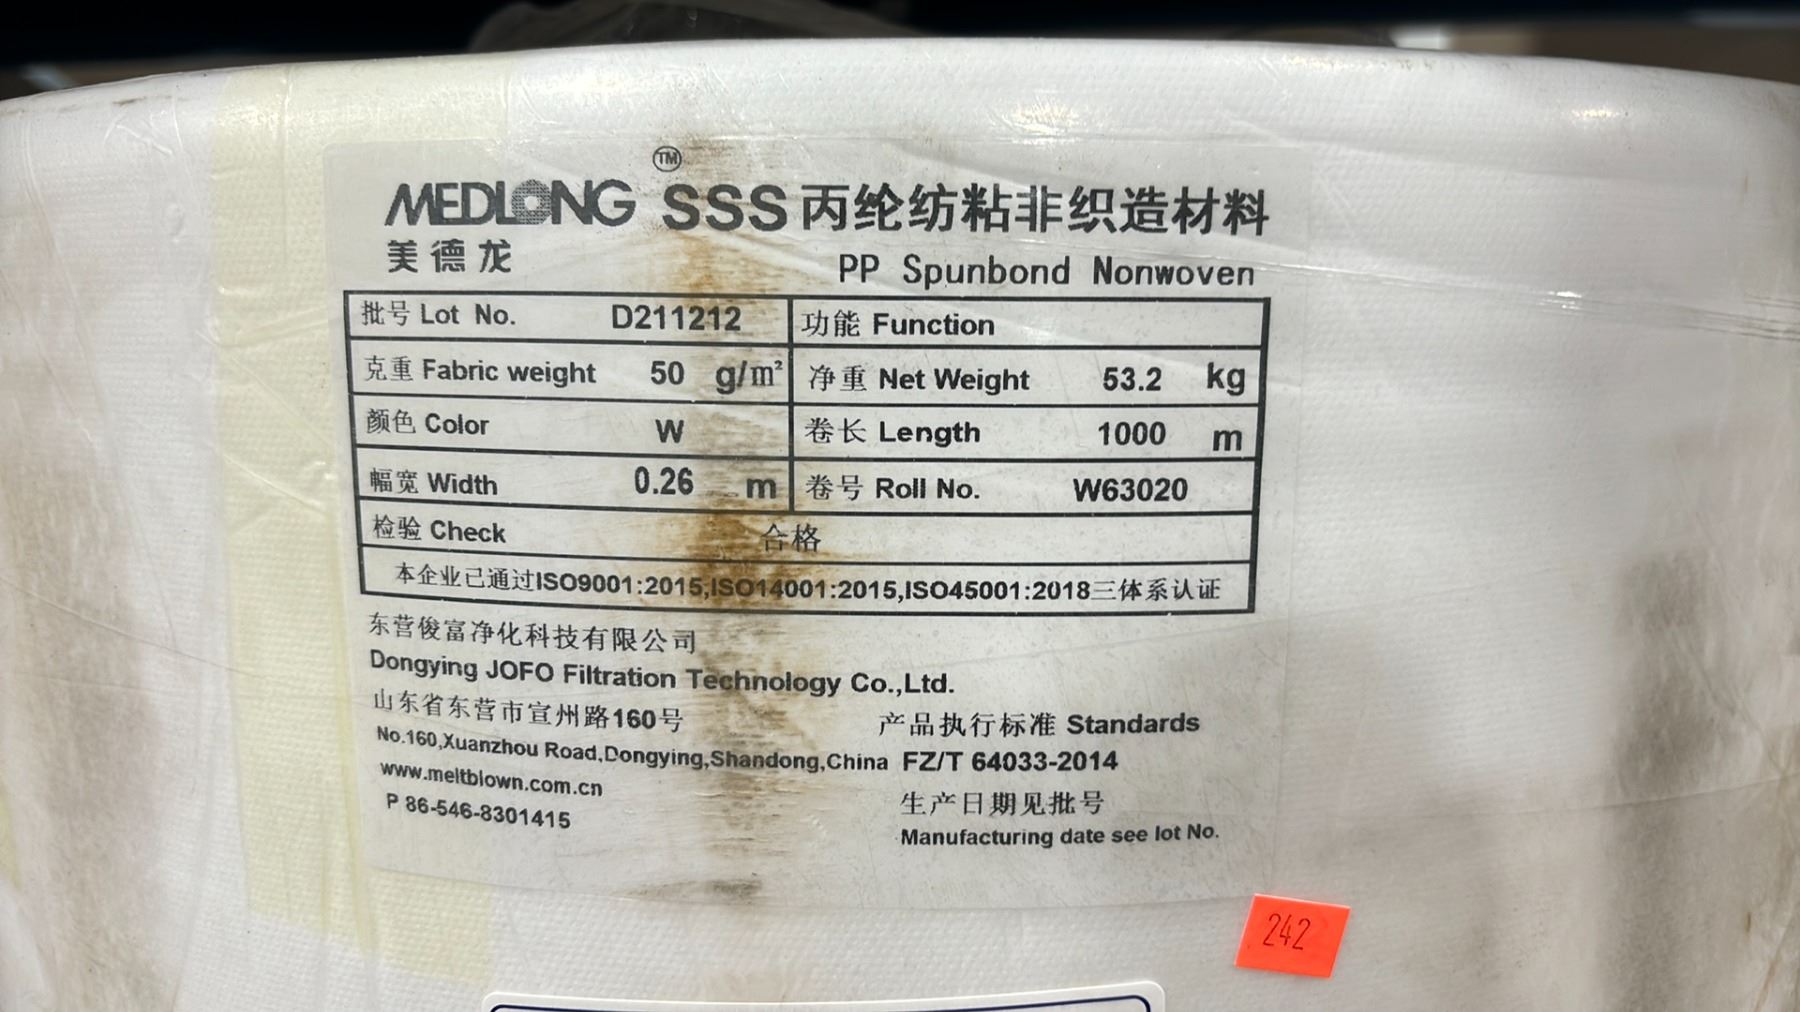 TM
MEDLONG SSS丙纶纺粘非织造材料
美德龙
PP Spunbond Nonwoven
批号 Lot No. D211212 功能 Function
克重 Fabric weight 50 g/m² 净重 Net Weight 53.2 kg
颜色 Color W 卷长 Length 1000 m
幅宽 Width 0.26 m 卷号 Roll No. W63020
检验 Check 合格
本企业已通过ISO9001:2015,ISO14001:2015,ISO45001:2018三体系认证
东营俊富净化科技有限公司
Dongying JOFO Filtration Technology Co.,Ltd.
山东省东营市宣州路160号
No.160,Xuanzhou Road,Dongying,Shandong,China
www.meltblown.com.cn
P 86-546-8301415
产品执行标准 Standards
FZ/T 64033-2014
生产日期见批号
Manufacturing date see lot No.
242